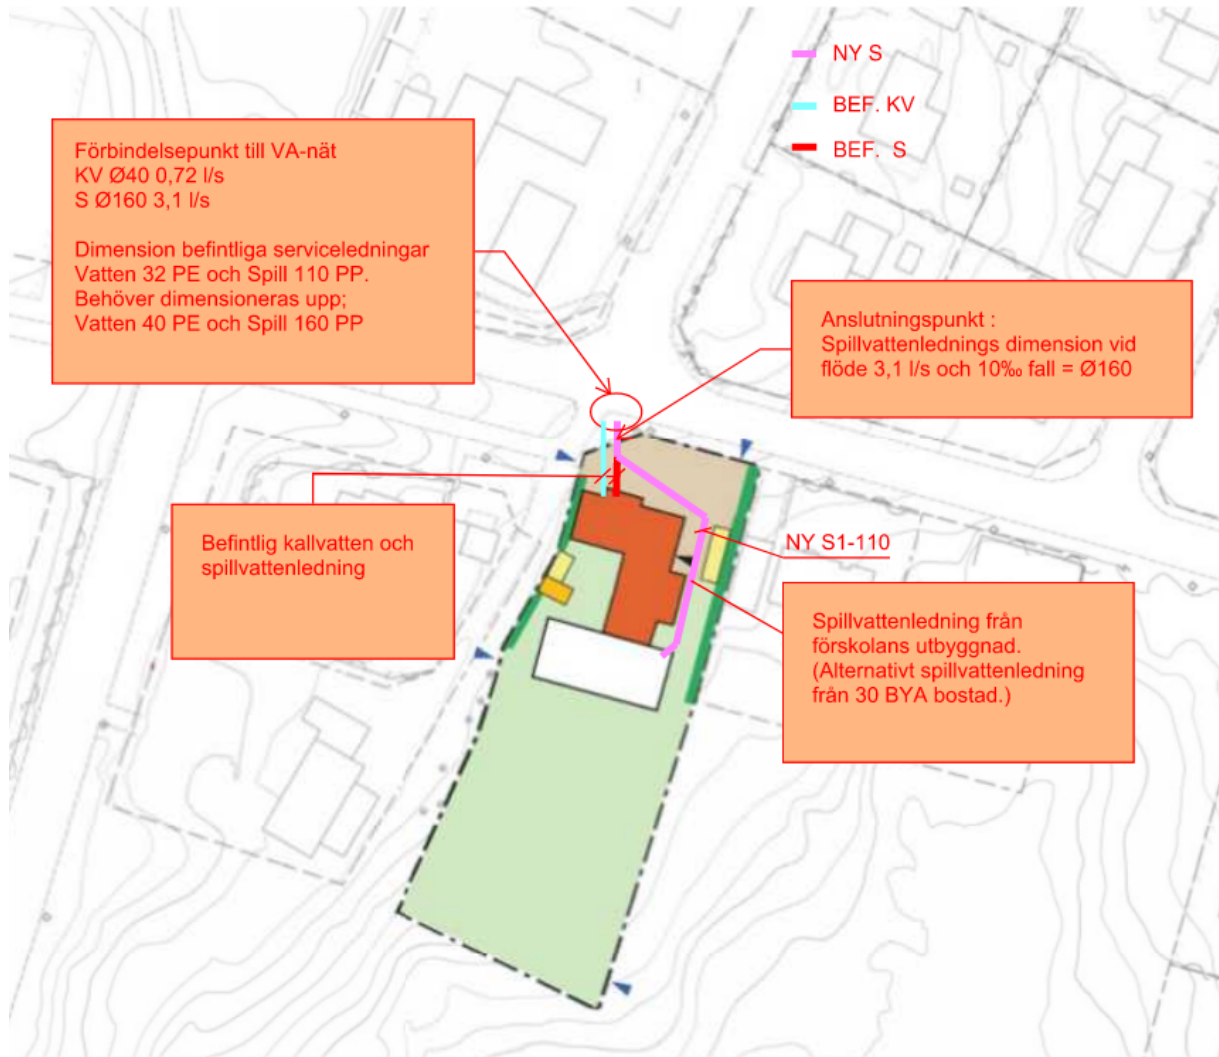 NY S
BEF. KV
BEF. S
Förbindelsepunkt till VA-nät
KV Ø40 0,72 l/s
S Ø160 3,1 l/s
Dimension befintliga serviceledningar
Vatten 32 PE och Spill 110 PP.
Behöver dimensioneras upp;
Vatten 40 PE och Spill 160 PP
Anslutningspunkt :
Spillvattenlednings dimension vid
flöde 3,1 l/s och 10‰ fall = Ø160
Befintlig kallvatten och
spillvattenledning
NY S1-110
Spillvattenledning från
förskolans utbyggnad.
(Alternativt spillvattenledning
från 30 BYA bostad.)